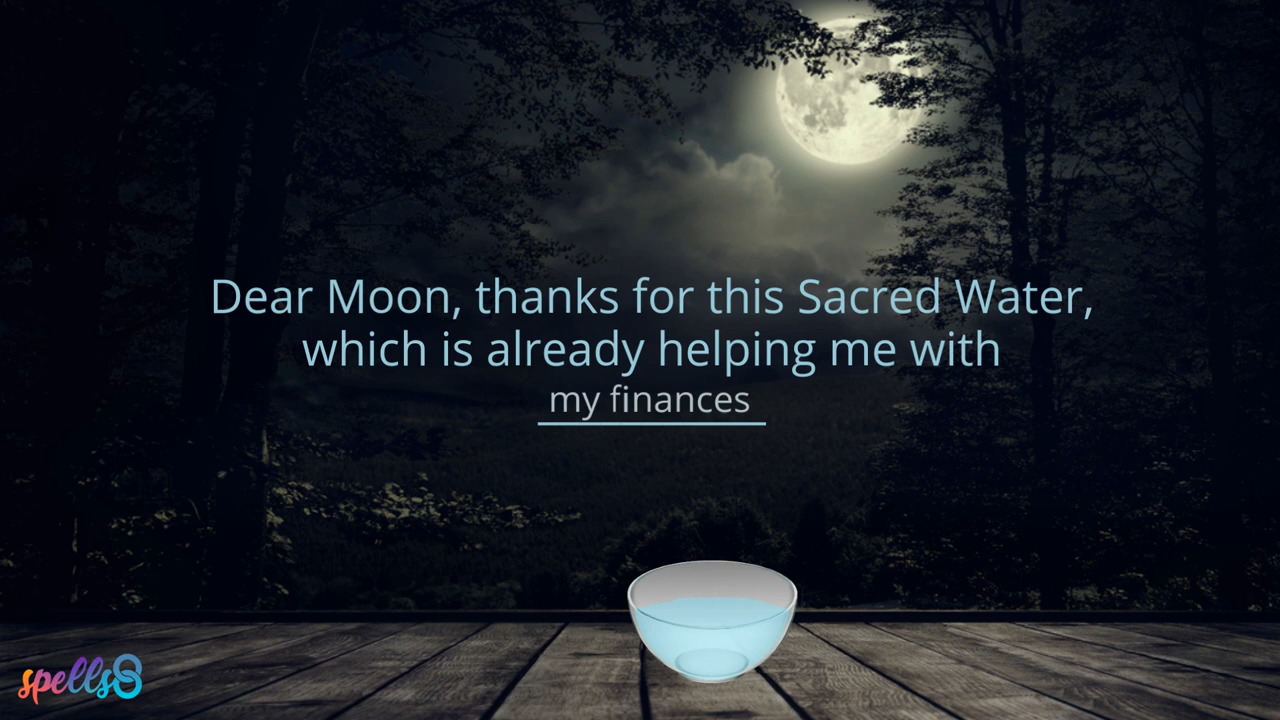 Dear Moon, thanks for this Sacred Water,
which is already helping me with
my finances
spells8